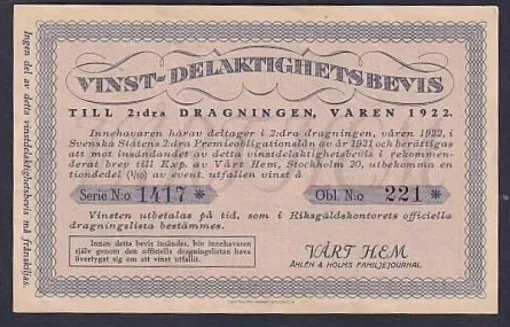 VINST-DELAKTIGHETSBEVIS
TILL 2:dra DRAGNINGEN, VÅREN 1922.
Innehavaren härav deltager i 2:dra dragningen, våren 1922, i
Svenska Statens 2:dra Premieobligationslån av år 1921 och berättigas
att mot insändandet av detta vinstdelaktighetsbevis i rekommen-
derat brev till Exp. av Vårt Hem, Stockholm 20, utbekomma en
tiondedel (1/10) av event. utfallen vinst å
Serie N:o 1417 * Obl. N:o 221 *
Vinsten utbetalas på tid, som i Riksgäldskontorets officiella
dragningslista bestämmes.
Innan detta bevis insändes, bör innehavaren
själv genom den officiella dragningslistan hava
övertygat sig om att vinst utfallit.
VÅRT HEM
ÅHLÉN & HOLMS FAMILJEJOURNAL.
Ingen del av detta vinstdelaktighetsbevis må frånskiljas.